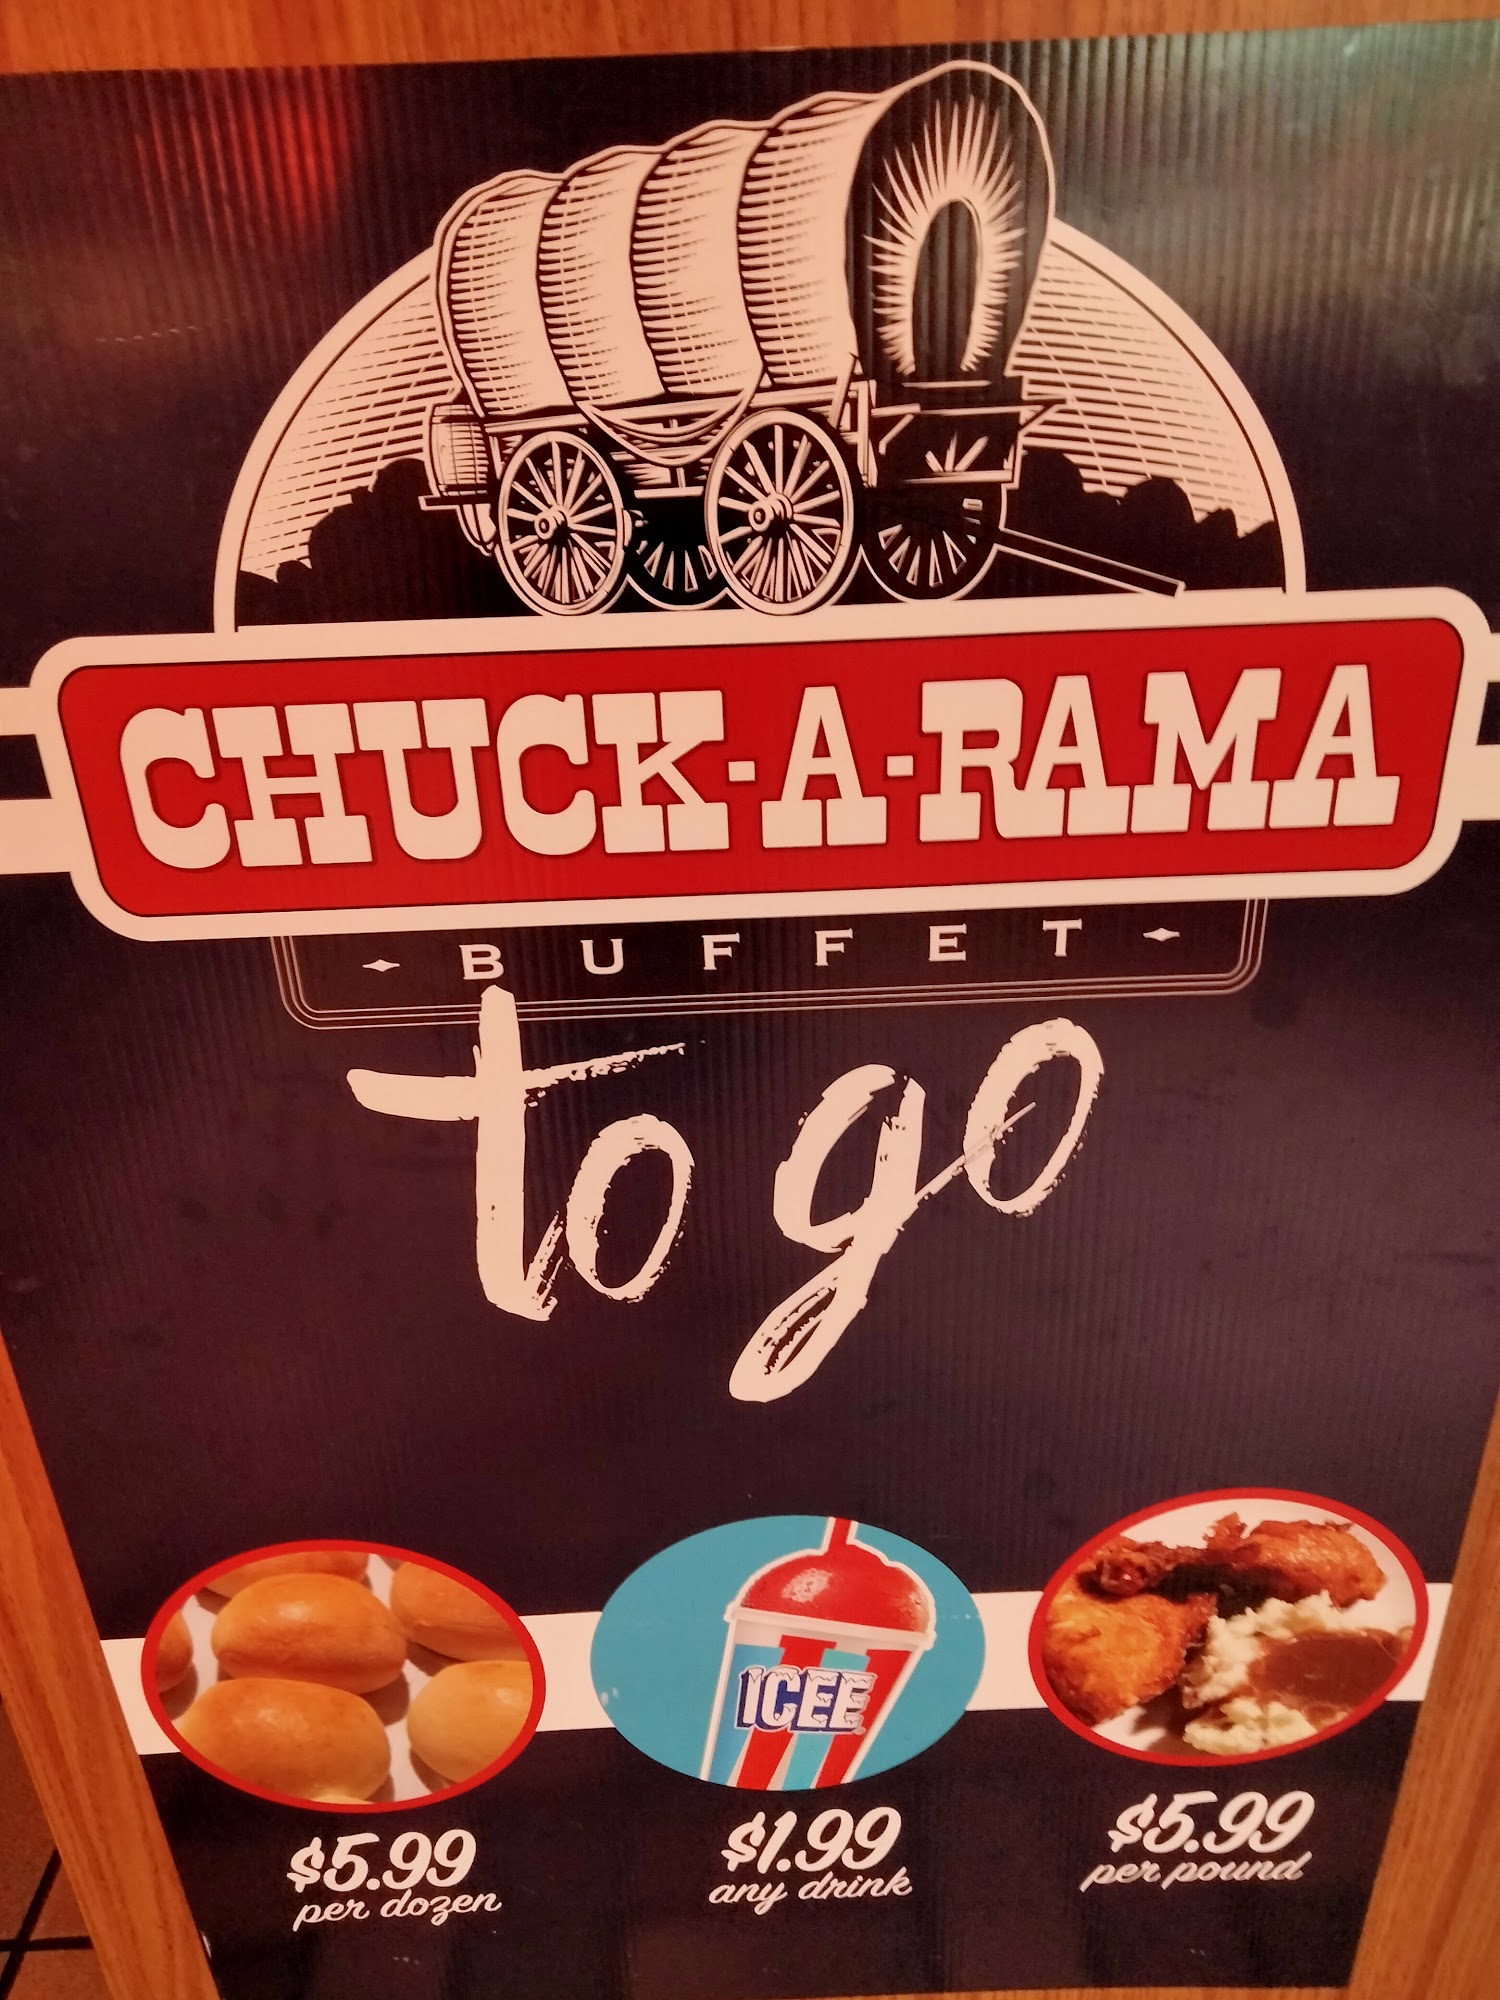 CHUCK-A-RAMA
BUFFET
to go
ICEE
$5.99
per dozen
$1.99
any drink
$5.99
per pound